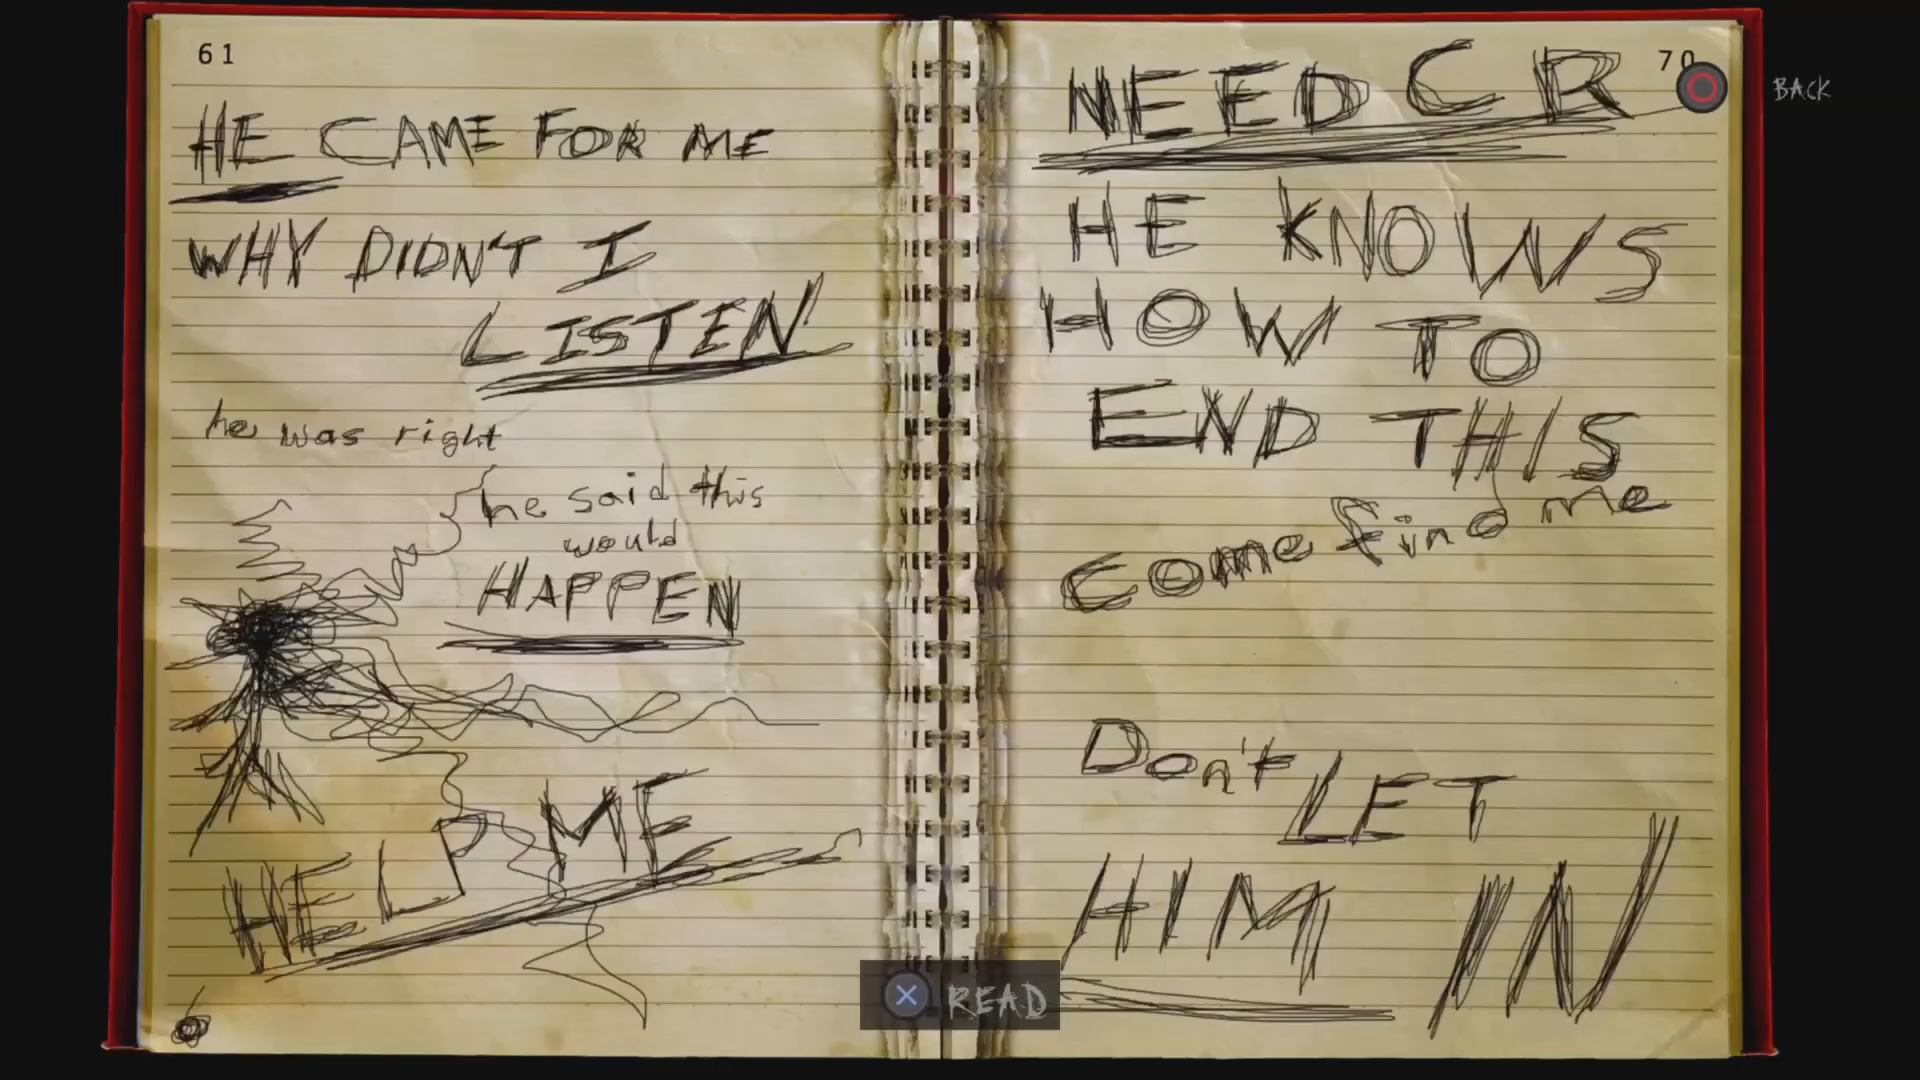 61
HE CAME FOR ME
WHY DIDN'T I
LISTEN
he was right
he said this
would
HAPPEN
HELP ME
70
BACK
NEED CR
HE KNOWS
HOW TO
END THIS
come find me
Don't LET
HIM IN
READ